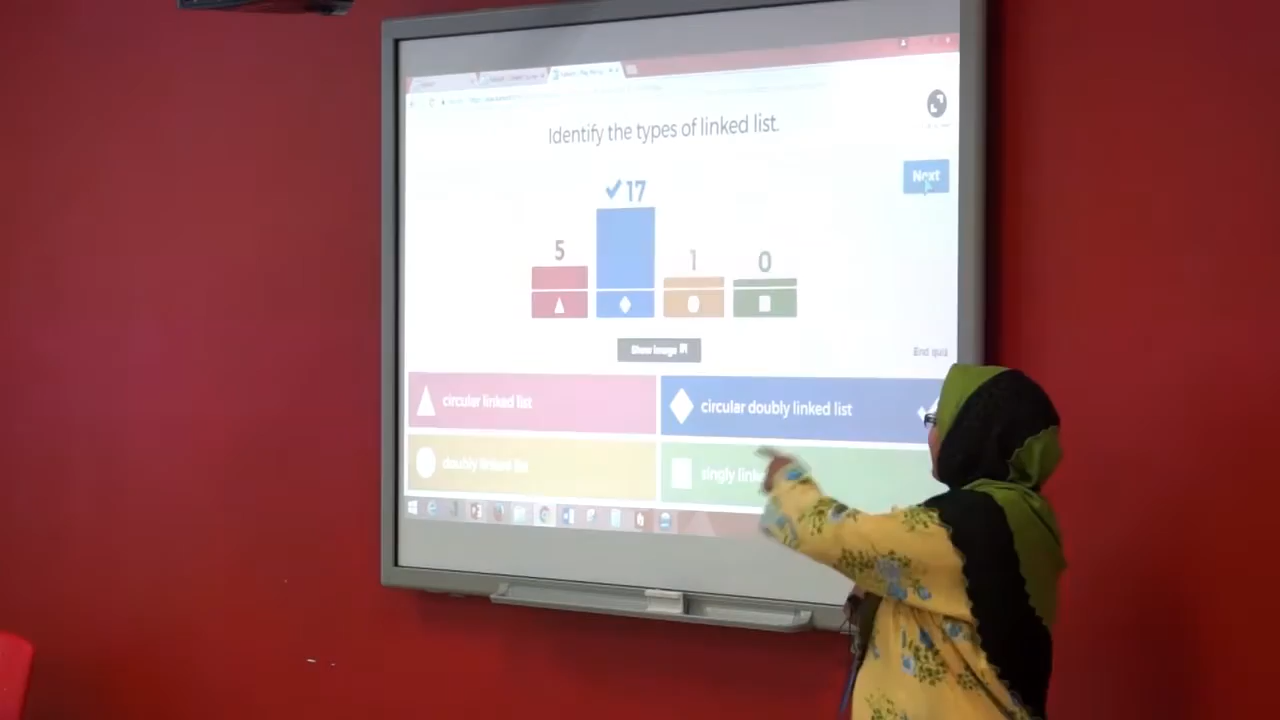 Identify the types of linked list.
Next
17
5
1
0
Show image
End quiz
circular linked list
circular doubly linked list
doubly linked list
singly